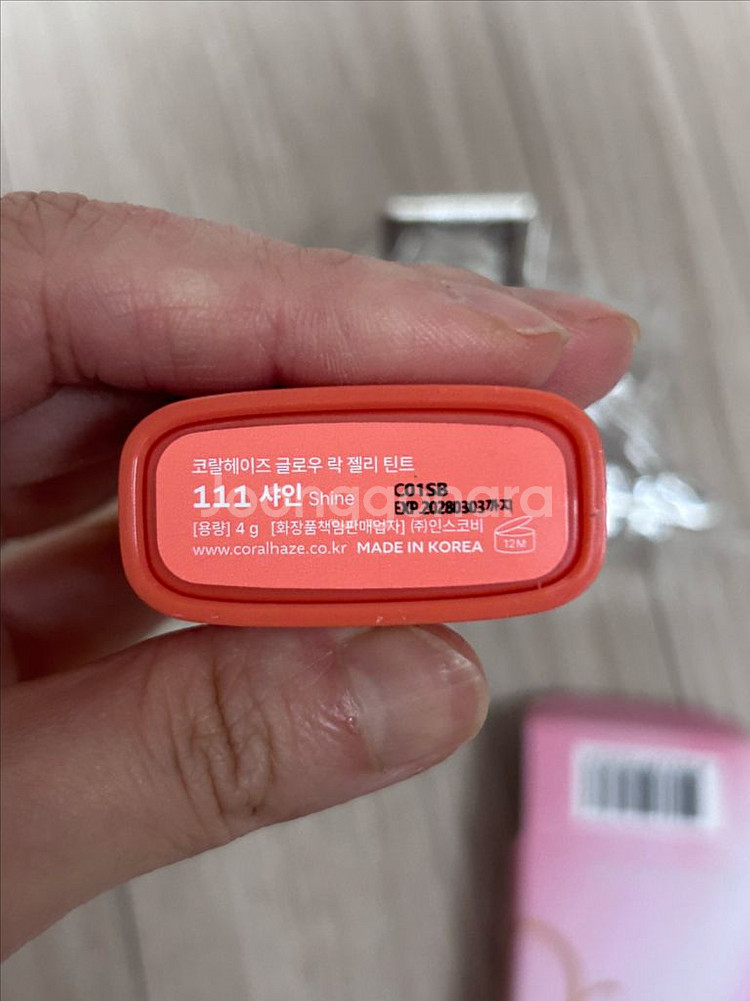 코랄헤이즈 글로우 락 젤리 틴트
111 샤인 Shine
C01SB
EXP.20280303까지
[용량] 4 g [화장품책임판매업자] (주)인스코비
www.coralhaze.co.kr MADE IN KOREA
12M
joonggonara